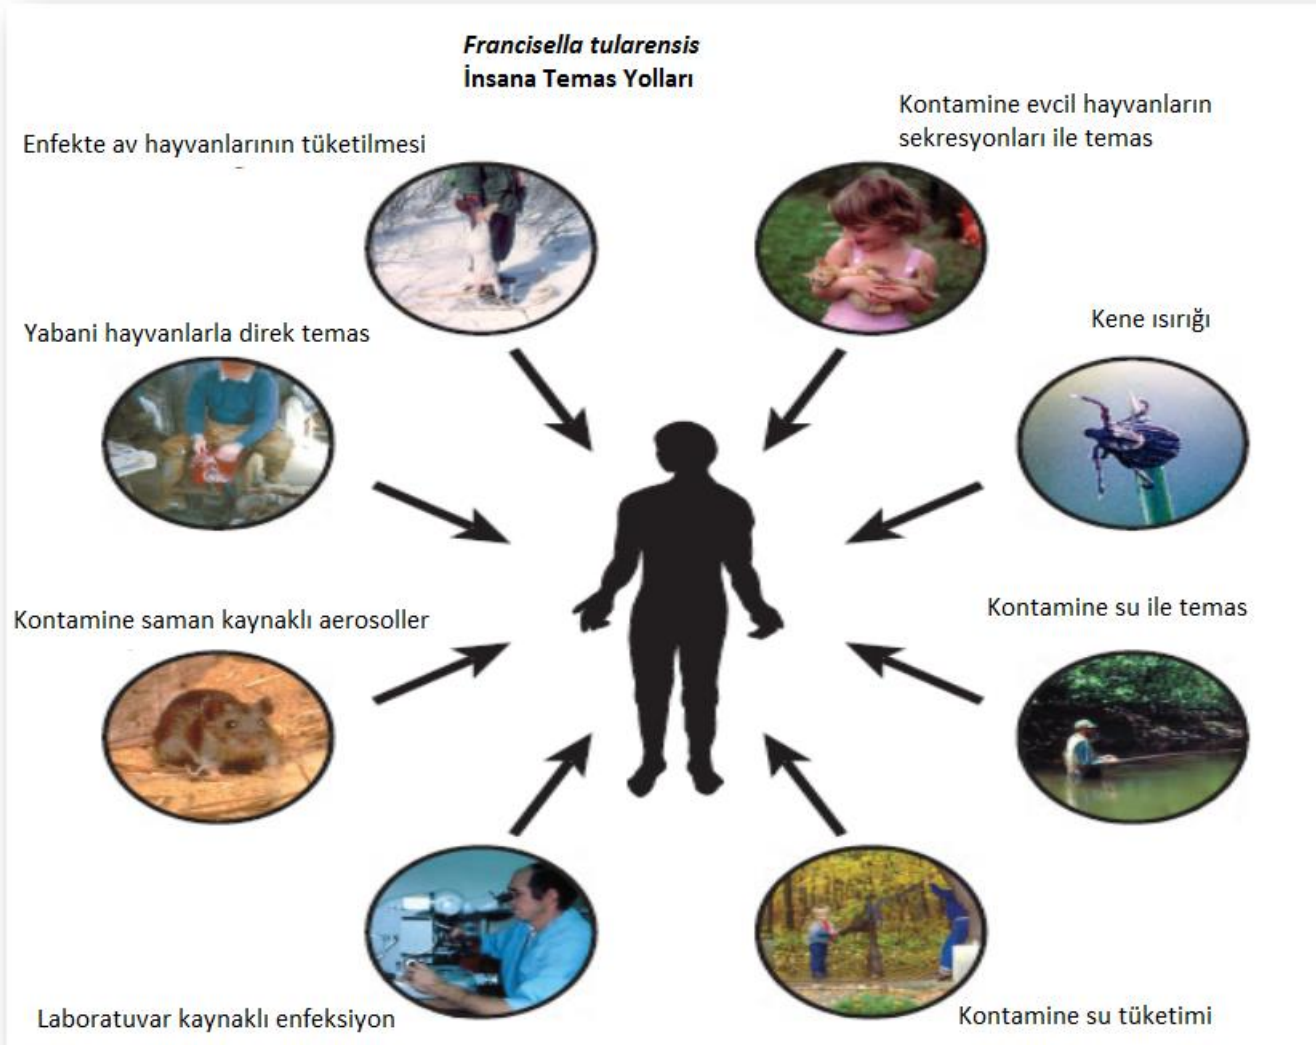 Francisella tularensis
İnsana Temas Yolları
Kontamine evcil hayvanların
sekresyonları ile temas
Enfekte av hayvanlarının tüketilmesi
Kene ısırığı
Yabani hayvanlarla direk temas
Kontamine su ile temas
Kontamine saman kaynaklı aerosoller
Kontamine su tüketimi
Laboratuvar kaynaklı enfeksiyon